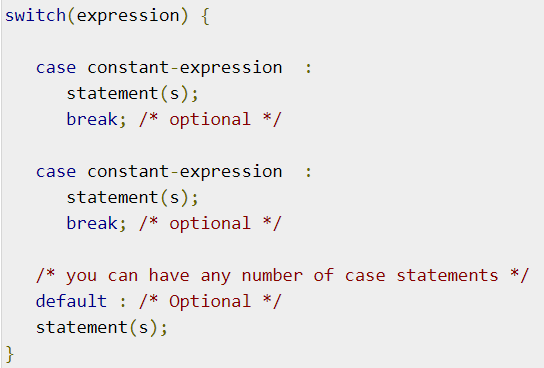 switch(expression) {
case constant-expression :
statement(s);
break; /* optional */
case constant-expression :
statement(s);
break; /* optional */
/* you can have any number of case statements */
default : /* Optional */
statement(s);
}